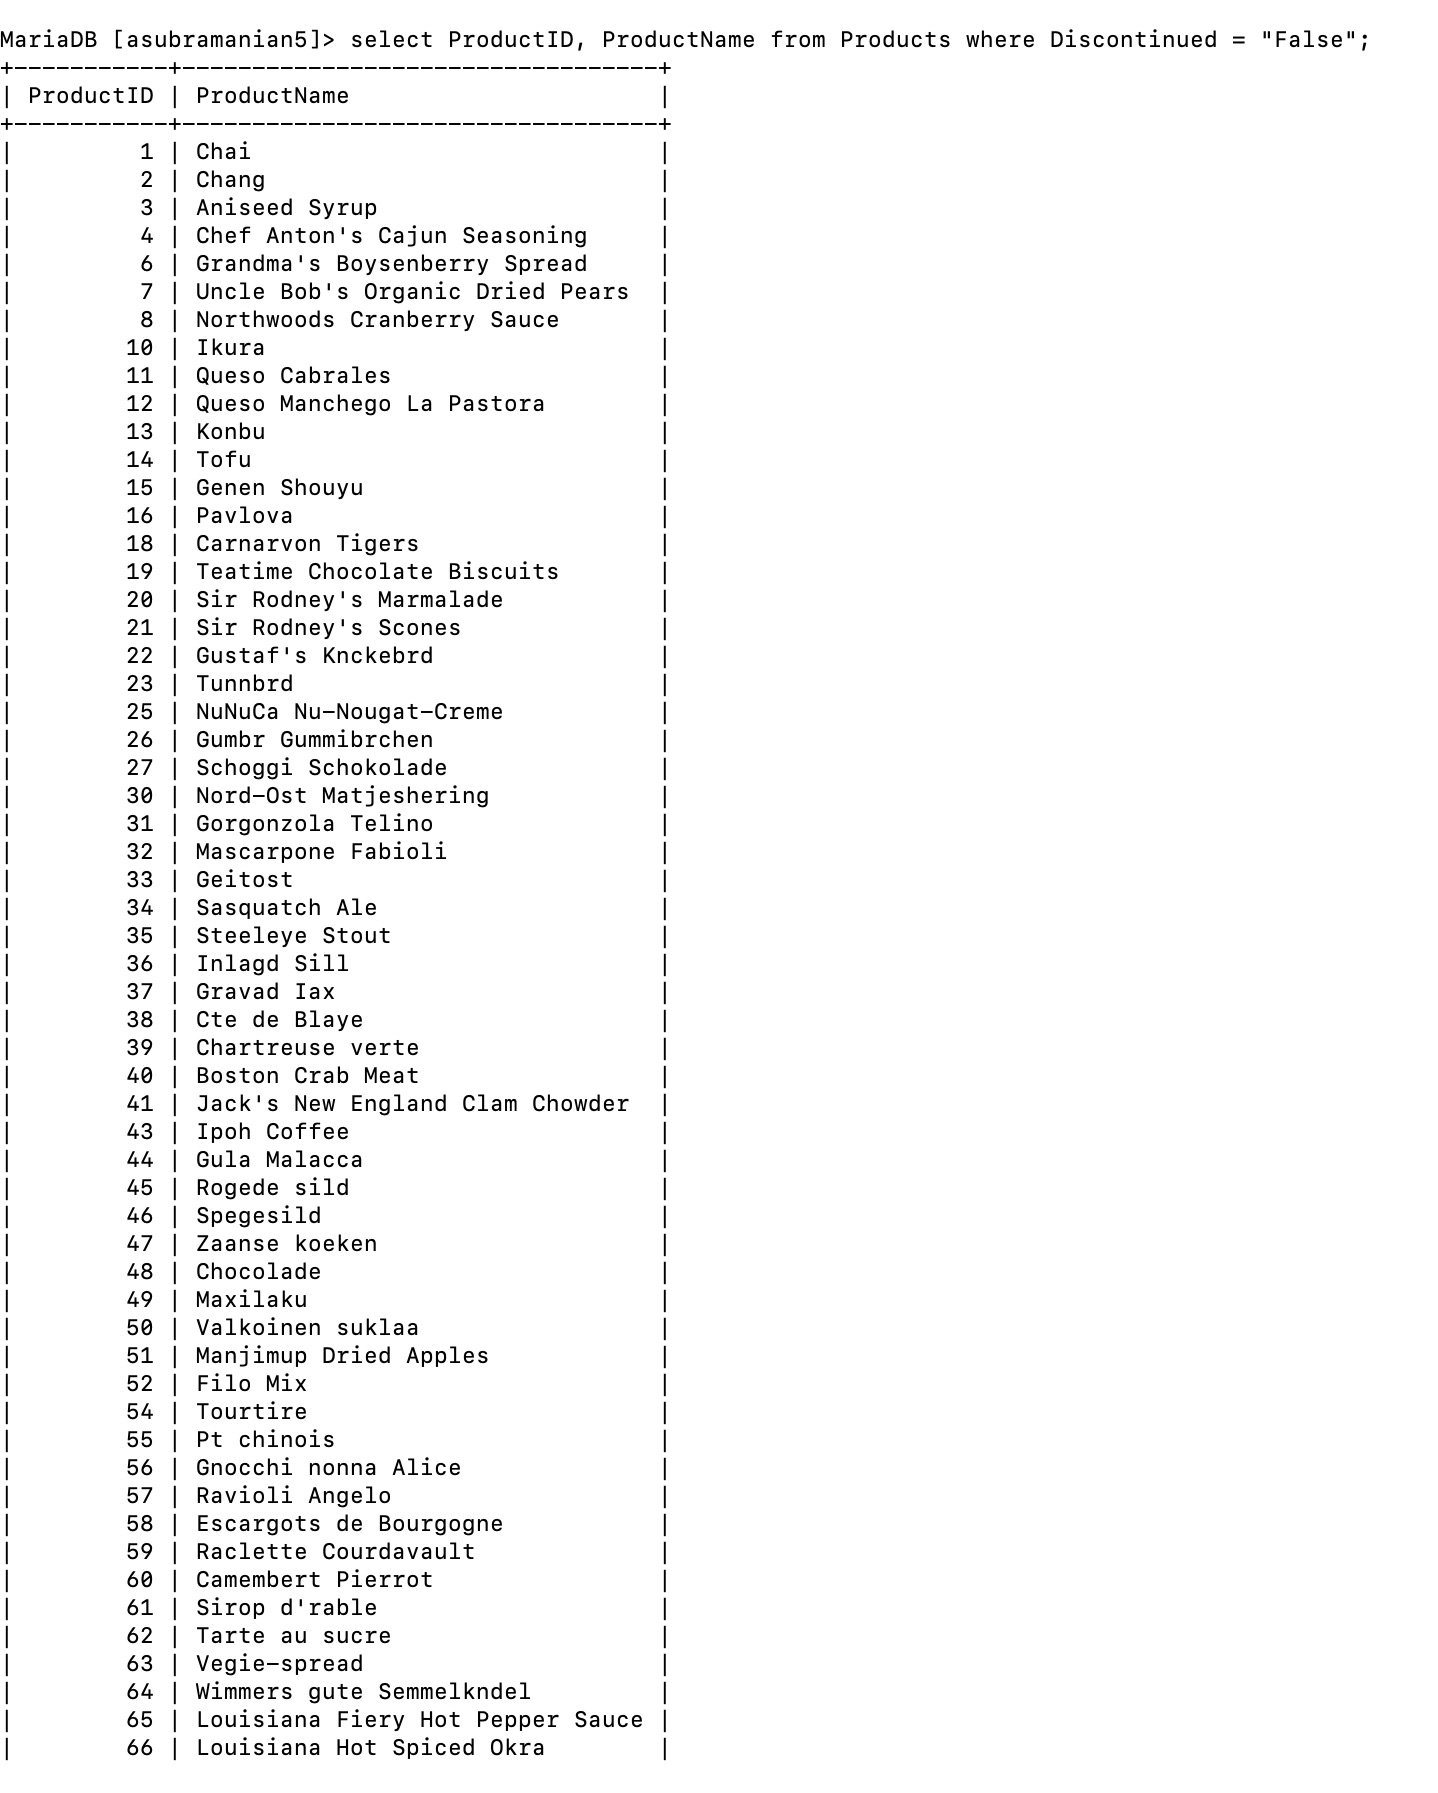 MariaDB [asubramanian5]> select ProductID, ProductName from Products where Discontinued = "False";
+-----------+----------------------------------+
| ProductID | ProductName                      |
+-----------+----------------------------------+
|         1 | Chai                             |
|         2 | Chang                            |
|         3 | Aniseed Syrup                    |
|         4 | Chef Anton's Cajun Seasoning     |
|         6 | Grandma's Boysenberry Spread     |
|         7 | Uncle Bob's Organic Dried Pears  |
|         8 | Northwoods Cranberry Sauce       |
|        10 | Ikura                            |
|        11 | Queso Cabrales                   |
|        12 | Queso Manchego La Pastora        |
|        13 | Konbu                            |
|        14 | Tofu                             |
|        15 | Genen Shouyu                     |
|        16 | Pavlova                          |
|        18 | Carnarvon Tigers                 |
|        19 | Teatime Chocolate Biscuits       |
|        20 | Sir Rodney's Marmalade           |
|        21 | Sir Rodney's Scones              |
|        22 | Gustaf's Knckebrd                |
|        23 | Tunnbrd                          |
|        25 | NuNuCa Nu-Nougat-Creme           |
|        26 | Gumbr Gummibrchen                |
|        27 | Schoggi Schokolade               |
|        30 | Nord-Ost Matjeshering            |
|        31 | Gorgonzola Telino                |
|        32 | Mascarpone Fabioli               |
|        33 | Geitost                          |
|        34 | Sasquatch Ale                    |
|        35 | Steeleye Stout                   |
|        36 | Inlagd Sill                      |
|        37 | Gravad Iax                       |
|        38 | Cte de Blaye                     |
|        39 | Chartreuse verte                 |
|        40 | Boston Crab Meat                 |
|        41 | Jack's New England Clam Chowder  |
|        43 | Ipoh Coffee                      |
|        44 | Gula Malacca                     |
|        45 | Rogede sild                      |
|        46 | Spegesild                        |
|        47 | Zaanse koeken                    |
|        48 | Chocolade                        |
|        49 | Maxilaku                         |
|        50 | Valkoinen suklaa                 |
|        51 | Manjimup Dried Apples            |
|        52 | Filo Mix                         |
|        54 | Tourtire                         |
|        55 | Pt chinois                       |
|        56 | Gnocchi nonna Alice              |
|        57 | Ravioli Angelo                   |
|        58 | Escargots de Bourgogne           |
|        59 | Raclette Courdavault             |
|        60 | Camembert Pierrot                |
|        61 | Sirop d'rable                    |
|        62 | Tarte au sucre                   |
|        63 | Vegie-spread                     |
|        64 | Wimmers gute Semmelkndel         |
|        65 | Louisiana Fiery Hot Pepper Sauce |
|        66 | Louisiana Hot Spiced Okra        |